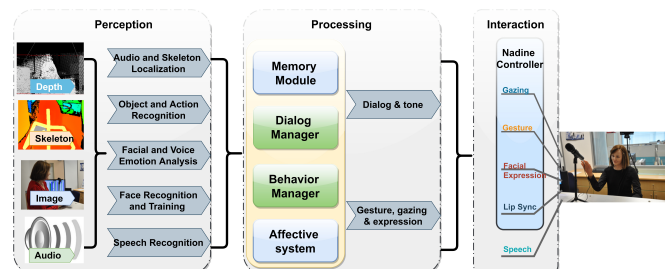 Perception
Depth
Skeleton
Image
Audio
Audio and Skeleton
Localization
Object and Action
Recognition
Facial and Voice
Emotion Analysis
Face Recognition
and Training
Speech Recognition
Processing
Memory
Module
Dialog
Manager
Behavior
Manager
Affective
system
Dialog & tone
Gesture, gazing
& expression
Interaction
Nadine
Controller
Gazing
Gesture
Facial
Expression
Lip Sync
Speech